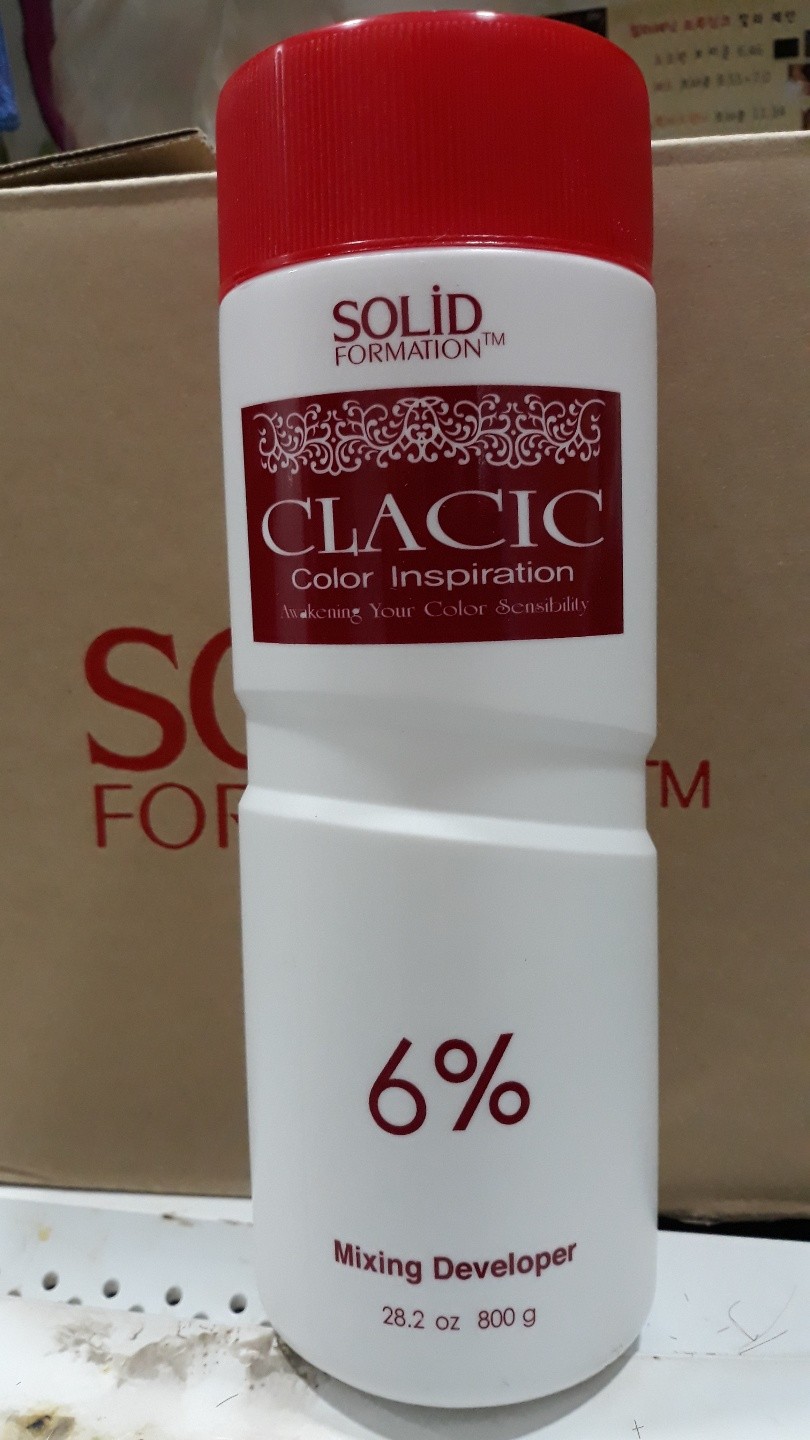 SOLiD
FORMATION™
CLACIC
Color Inspiration
Awakening Your Color Sensibility
SO
FOR
TM
6%
Mixing Developer
28.2 oz 800 g